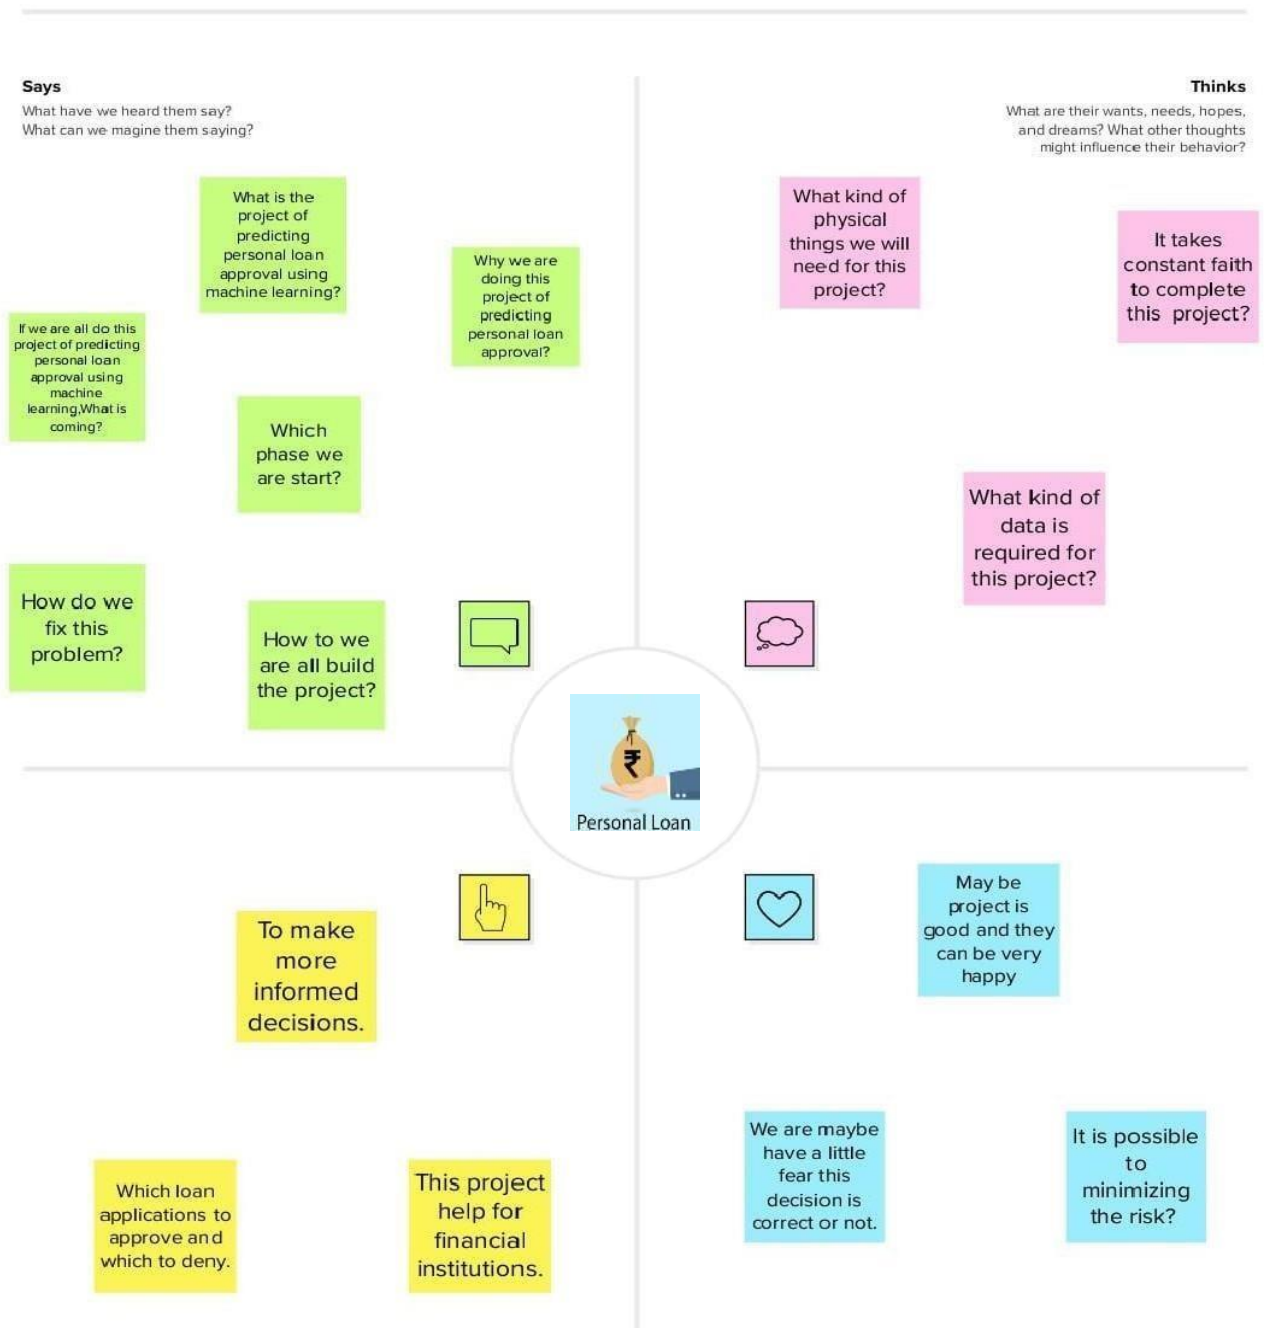 Says
What have we heard them say?
What can we magine them saying?
Thinks
What are their wants, needs, hopes,
and dreams? What other thoughts
might influence their behavior?
What is the
project of
predicting
personal loan
approval using
machine learning?
Why we are
doing this
project of
predicting
personal loan
approval?
If we are all do this
project of predicting
personal loan
approval using
machine
learning,What is
coming?
Which
phase we
are start?
How do we
fix this
problem?
How to we
are all build
the project?
What kind of
physical
things we will
need for this
project?
It takes
constant faith
to complete
this project?
What kind of
data is
required for
this project?
₹
Personal Loan
To make
more
informed
decisions.
Which loan
applications to
approve and
which to deny.
This project
help for
financial
institutions.
May be
project is
good and they
can be very
happy
We are maybe
have a little
fear this
decision is
correct or not.
It is possible
to
minimizing
the risk?